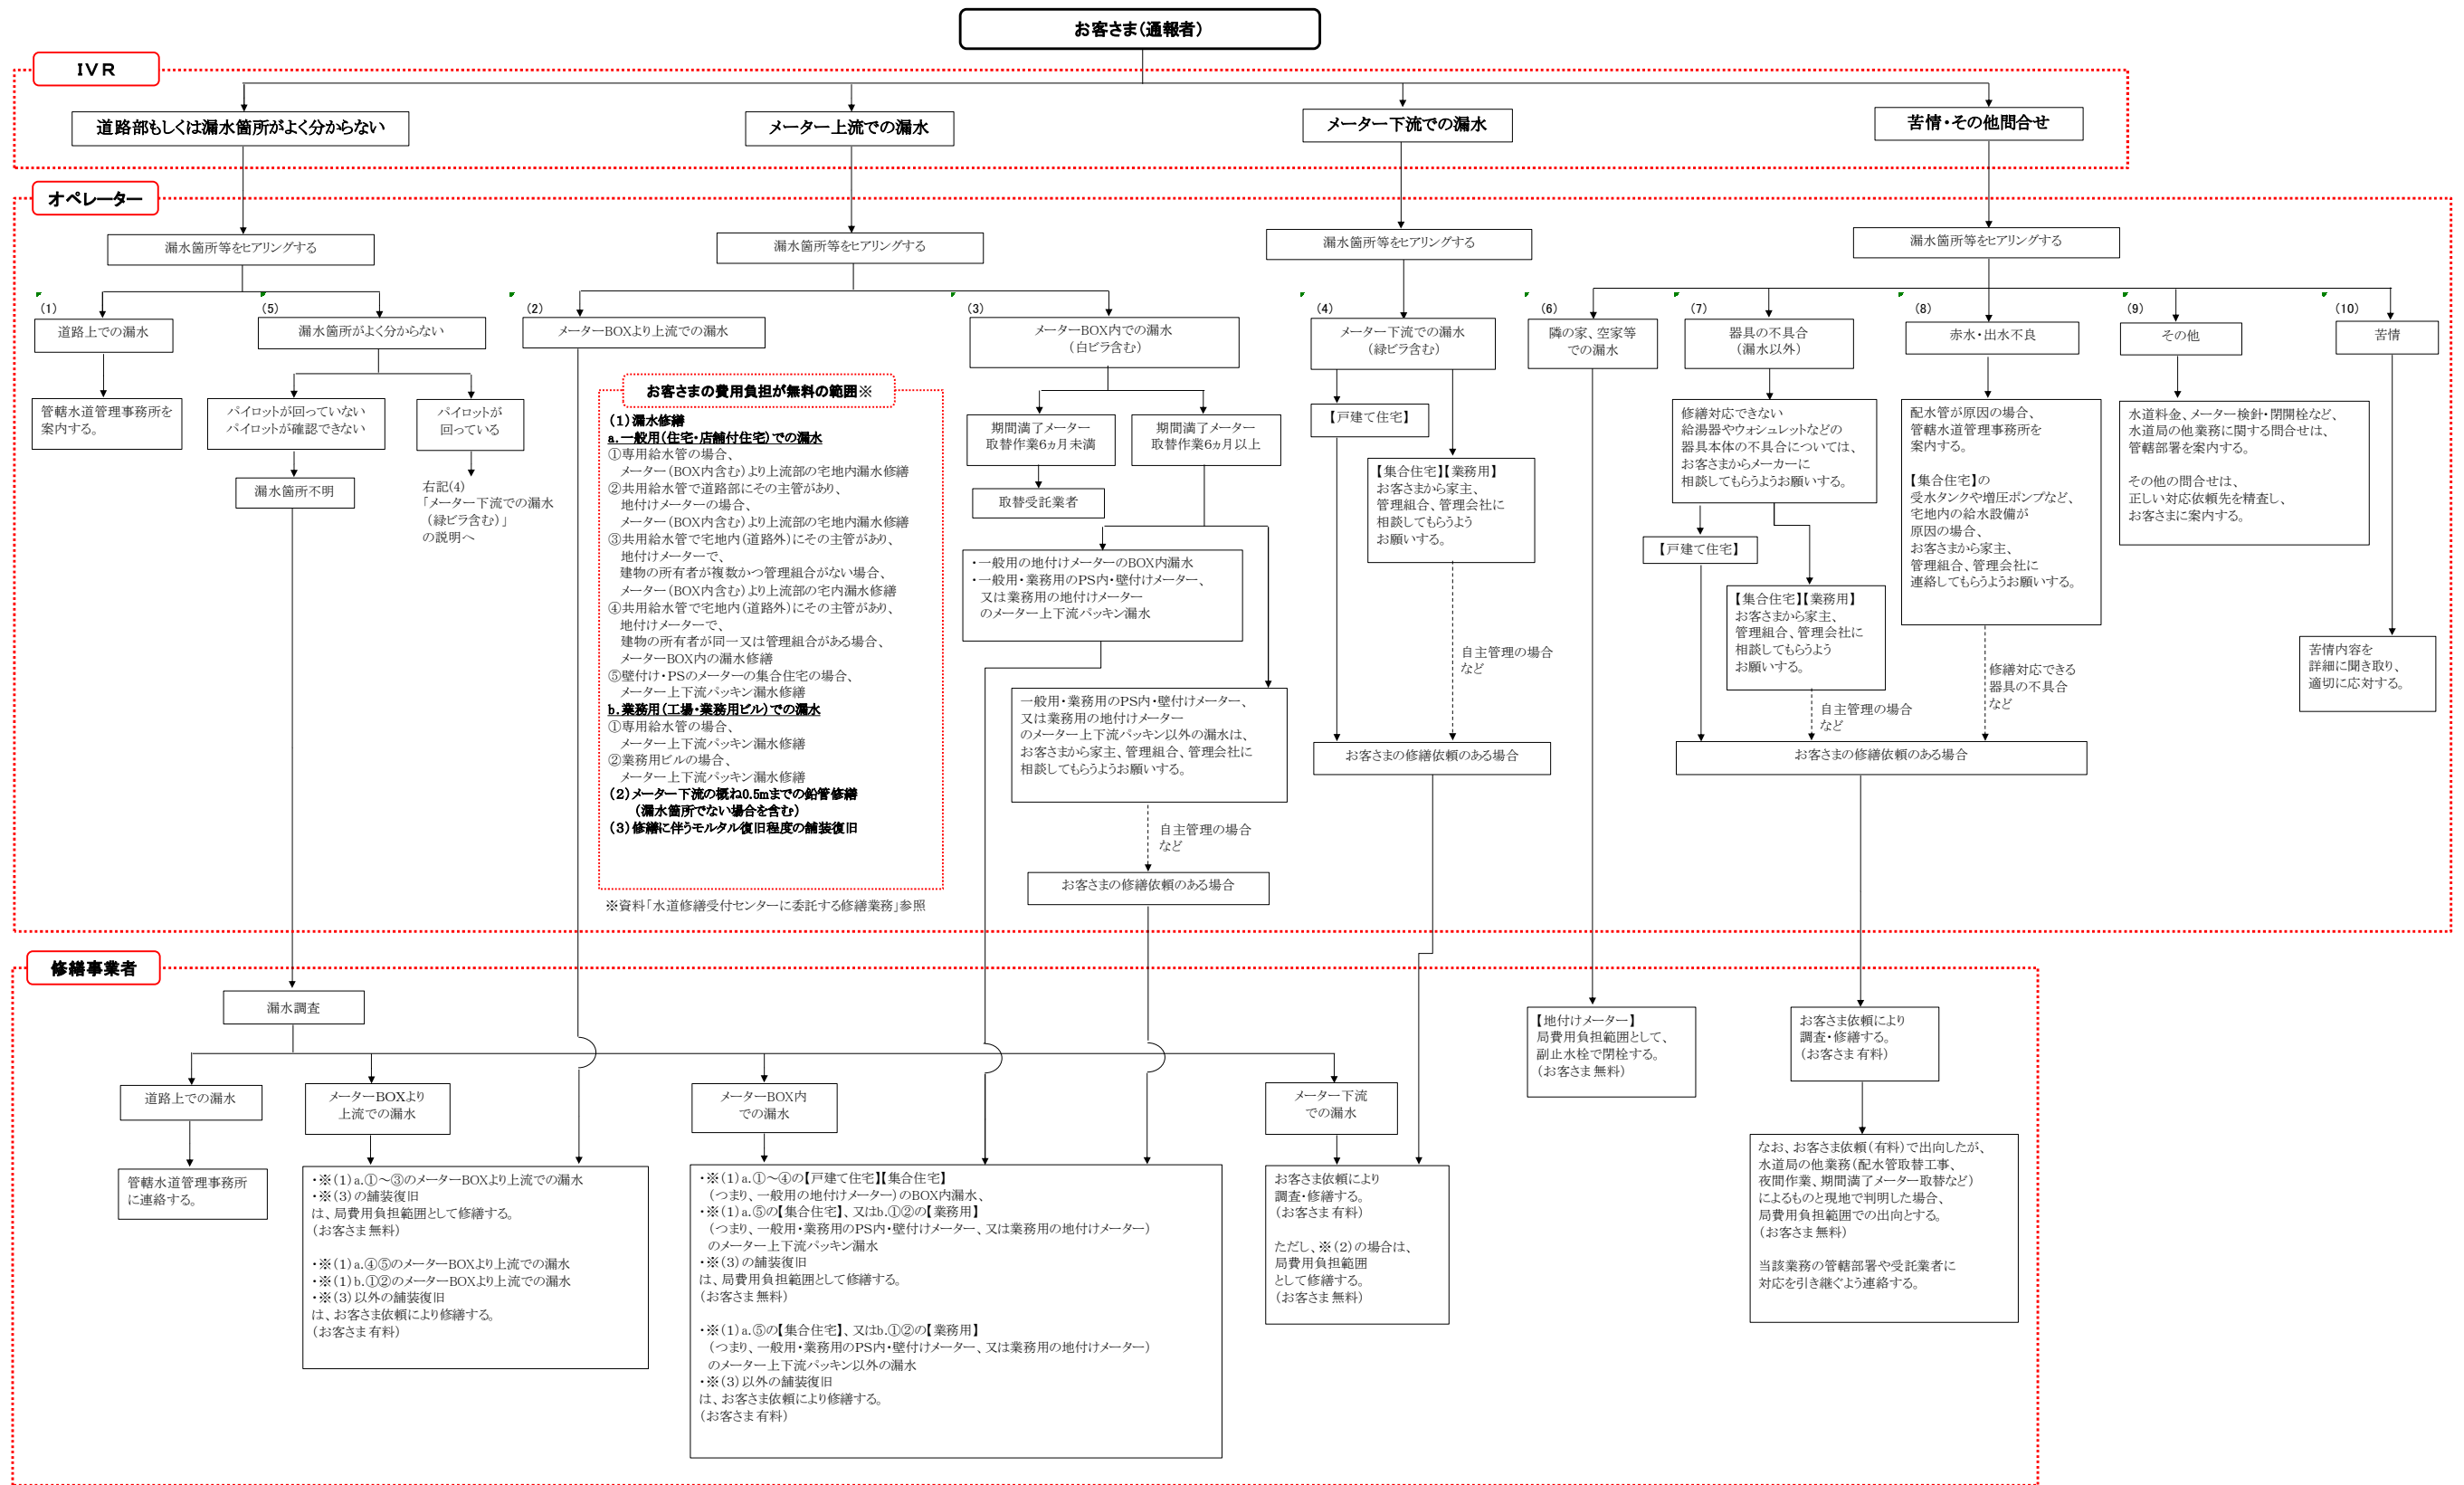 お客さま（通報者）
ＩＶＲ
道路部もしくは漏水箇所がよく分からない
メーター上流での漏水
メーター下流での漏水
苦情・その他問合せ
オペレーター
漏水箇所等をヒアリングする
漏水箇所等をヒアリングする
漏水箇所等をヒアリングする
漏水箇所等をヒアリングする
(1)
道路上での漏水
管轄水道管理事務所を
案内する。
(5)
漏水箇所がよく分からない
パイロットが回っていない
パイロットが確認できない
漏水箇所不明
パイロットが
回っている
右記(4)
「メーター下流での漏水
（緑ビラ含む）」
の説明へ
(2)
メーターBOXより上流での漏水
お客さまの費用負担が無料の範囲※
（１）漏水修繕
a.一般用（住宅・店舗付住宅）での漏水
①専用給水管の場合、
メーター（BOX内含む）より上流部の宅地内漏水修繕
②共用給水管で道路部にその主管があり、
地付けメーターの場合、
メーター（BOX内含む）より上流部の宅地内漏水修繕
③共用給水管で宅地内（道路外）にその主管があり、
地付けメーターで、
建物の所有者が複数かつ管理組合がない場合、
メーター（BOX内含む）より上流部の宅内漏水修繕
④共用給水管で宅地内（道路外）にその主管があり、
地付けメーターで、
建物の所有者が同一又は管理組合がある場合、
メーターBOX内の漏水修繕
⑤壁付け・PSのメーターの集合住宅の場合、
メーター上下流パッキン漏水修繕
b.業務用（工場・業務用ビル）での漏水
①専用給水管の場合、
メーター上下流パッキン漏水修繕
②業務用ビルの場合、
メーター上下流パッキン漏水修繕
（２）メーター下流の概ね0.5mまでの鉛管修繕
（漏水箇所でない場合を含む）
（３）修繕に伴うモルタル復旧程度の舗装復旧
※資料「水道修繕受付センターに委託する修繕業務」参照
(3)
メーターBOX内での漏水
（白ビラ含む）
期間満了メーター
取替作業6ヵ月未満
取替受託業者
期間満了メーター
取替作業6ヵ月以上
・一般用の地付けメーターのBOX内漏水
・一般用・業務用のPS内・壁付けメーター、
又は業務用の地付けメーター
のメーター上下流パッキン漏水
一般用・業務用のPS内・壁付けメーター、
又は業務用の地付けメーター
のメーター上下流パッキン以外の漏水は、
お客さまから家主、管理組合、管理会社に
相談してもらうようお願いする。
自主管理の場合
など
お客さまの修繕依頼のある場合
(4)
メーター下流での漏水
（緑ビラ含む）
【戸建て住宅】
【集合住宅】【業務用】
お客さまから家主、
管理組合、管理会社に
相談してもらうよう
お願いする。
自主管理の場合
など
お客さまの修繕依頼のある場合
(6)
隣の家、空家等
での漏水
(7)
器具の不具合
（漏水以外）
修繕対応できない
給湯器やウォシュレットなどの
器具本体の不具合については、
お客さまからメーカーに
相談してもらうようお願いする。
【戸建て住宅】
【集合住宅】【業務用】
お客さまから家主、
管理組合、管理会社に
相談してもらうよう
お願いする。
自主管理の場合
など
(8)
赤水・出水不良
配水管が原因の場合、
管轄水道管理事務所を
案内する。
【集合住宅】の
受水タンクや増圧ポンプなど、
宅地内の給水設備が
原因の場合、
お客さまから家主、
管理組合、管理会社に
連絡してもらうようお願いする。
修繕対応できる
器具の不具合
など
お客さまの修繕依頼のある場合
(9)
その他
水道料金、メーター検針・閉開栓など、
水道局の他業務に関する問合せは、
管轄部署を案内する。
その他の問合せは、
正しい対応依頼先を精査し、
お客さまに案内する。
(10)
苦情
苦情内容を
詳細に聞き取り、
適切に応対する。
修繕事業者
漏水調査
道路上での漏水
管轄水道管理事務所
に連絡する。
メーターBOXより
上流での漏水
・※（１）a.①～③のメーターBOXより上流での漏水
・※（３）の舗装復旧
は、局費用負担範囲として修繕する。
（お客さま無料）
・※（１）a.④⑤のメーターBOXより上流での漏水
・※（１）b.①②のメーターBOXより上流での漏水
・※（３）以外の舗装復旧
は、お客さま依頼により修繕する。
（お客さま有料）
メーターBOX内
での漏水
・※（１）a.①～④の【戸建て住宅】【集合住宅】
（つまり、一般用の地付けメーター）のBOX内漏水、
・※（１）a.⑤の【集合住宅】、又はb.①②の【業務用】
（つまり、一般用・業務用のPS内・壁付けメーター、又は業務用の地付けメーター）
のメーター上下流パッキン漏水
・※（３）の舗装復旧
は、局費用負担範囲として修繕する。
（お客さま無料）
・※（１）a.⑤の【集合住宅】、又はb.①②の【業務用】
（つまり、一般用・業務用のPS内・壁付けメーター、又は業務用の地付けメーター）
のメーター上下流パッキン以外の漏水
・※（３）以外の舗装復旧
は、お客さま依頼により修繕する。
（お客さま有料）
メーター下流
での漏水
お客さま依頼により
調査・修繕する。
（お客さま有料）
ただし、※（２）の場合は、
局費用負担範囲
として修繕する。
（お客さま無料）
【地付けメーター】
局費用負担範囲として、
副止水栓で閉栓する。
（お客さま無料）
お客さま依頼により
調査・修繕する。
（お客さま有料）
なお、お客さま依頼（有料）で出向したが、
水道局の他業務（配水管取替工事、
夜間作業、期間満了メーター取替など）
によるものと現地で判明した場合、
局費用負担範囲での出向とする。
（お客さま無料）
当該業務の管轄部署や受託業者に
対応を引き継ぐよう連絡する。